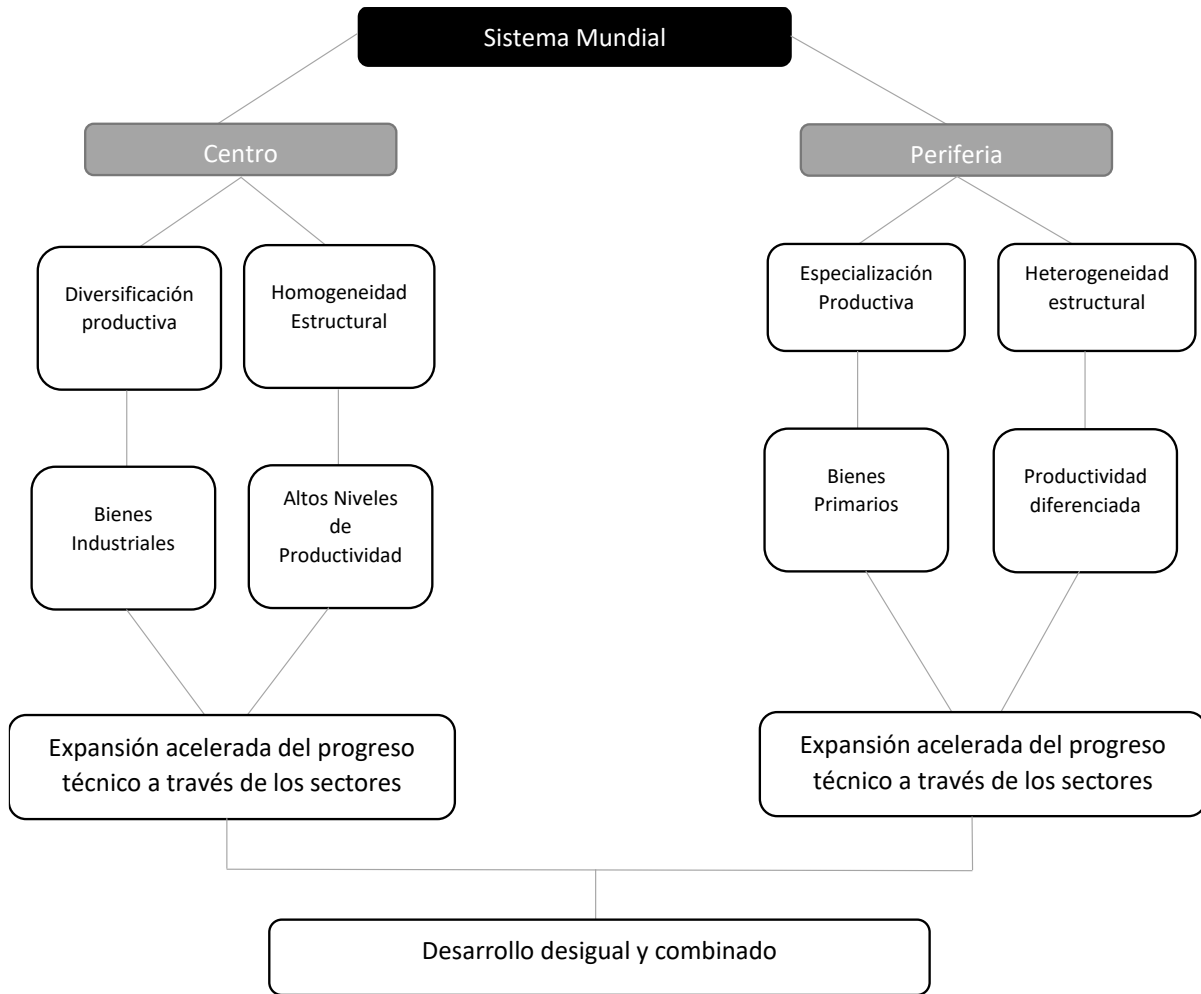 Sistema Mundial
Centro
Periferia
Diversificación
productiva
Homogeneidad
Estructural
Especialización
Productiva
Heterogeneidad
estructural
Bienes
Industriales
Altos Niveles
de
Productividad
Bienes
Primarios
Productividad
diferenciada
Expansión acelerada del progreso
técnico a través de los sectores
Expansión acelerada del progreso
técnico a través de los sectores
Desarrollo desigual y combinado